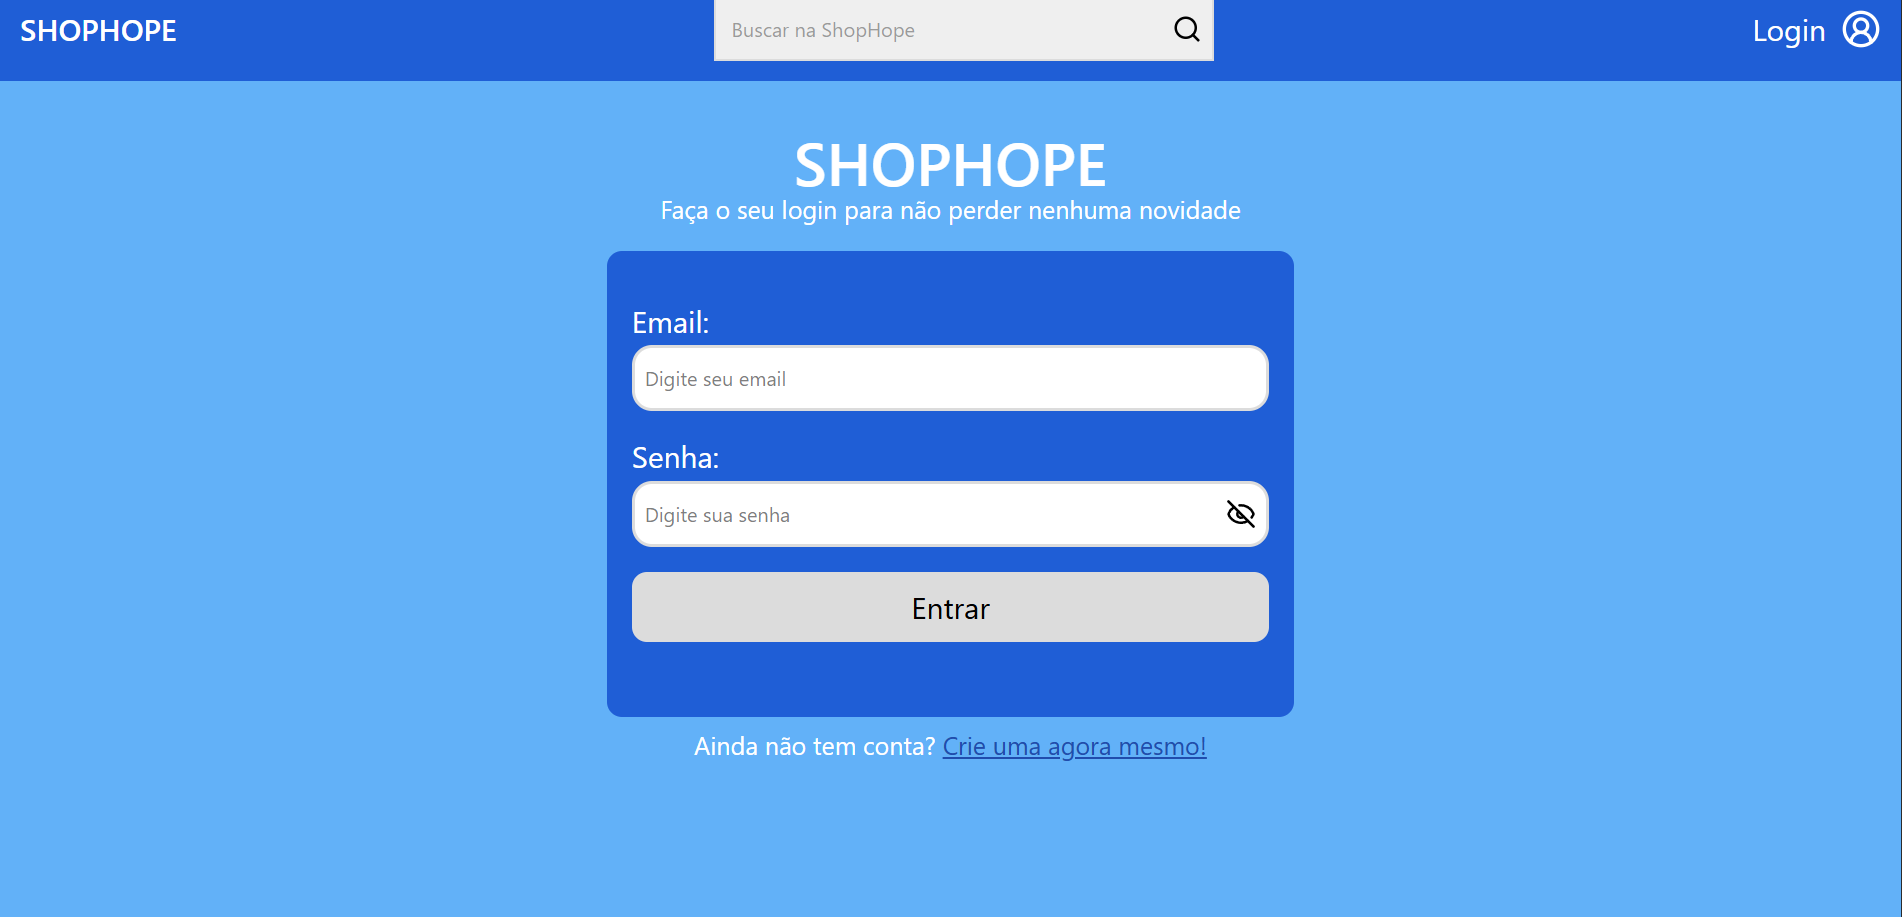 SHOPHOPE
Buscar na ShopHope
Login
SHOPHOPE
Faça o seu login para não perder nenhuma novidade
Email:
Digite seu email
Senha:
Digite sua senha
Entrar
Ainda não tem conta? Crie uma agora mesmo!